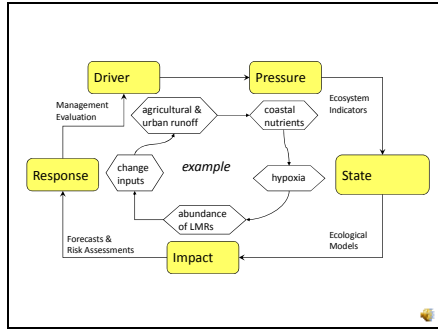 Driver
Pressure
Management
Evaluation
agricultural &
urban runoff
coastal
nutrients
Ecosystem
Indicators
Response
change
inputs
example
hypoxia
State
abundance
of LMRs
Forecasts &
Risk Assessments
Impact
Ecological
Models